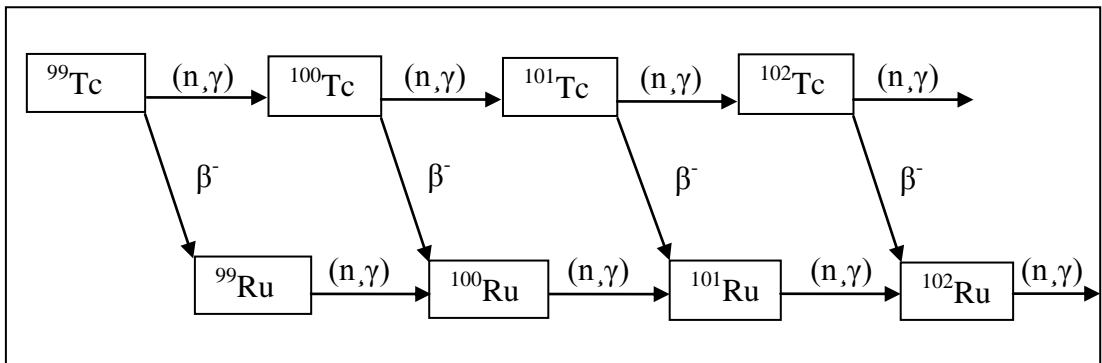 ⁹⁹Tc (n,γ) ¹⁰⁰Tc (n,γ) ¹⁰¹Tc (n,γ) ¹⁰²Tc (n,γ)
β⁻ β⁻ β⁻ β⁻
⁹⁹Ru (n,γ) ¹⁰⁰Ru (n,γ) ¹⁰¹Ru (n,γ) ¹⁰²Ru (n,γ)